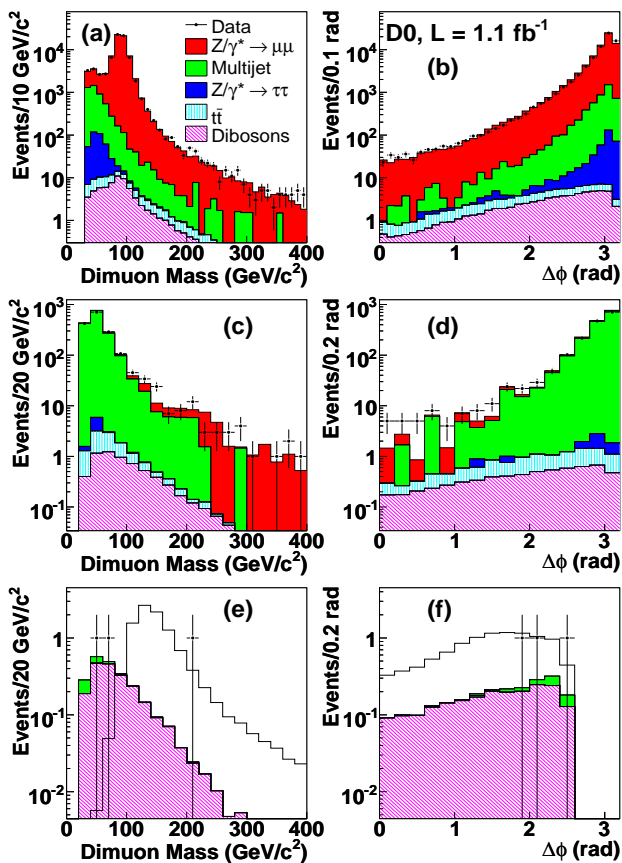 (a)
Data
Z/γ* → μμ
Multijet
Z/γ* → ττ
tt̄
Dibosons
Events/10 GeV/c²
10⁴
10³
10²
10
1
0 100 200 300 400
Dimuon Mass (GeV/c²)
D0, L = 1.1 fb⁻¹
(b)
Events/0.1 rad
10⁴
10³
10²
10
1
0 1 2 3
Δϕ (rad)
(c)
Events/20 GeV/c²
10³
10²
10
1
10⁻¹
0 100 200 300 400
Dimuon Mass (GeV/c²)
(d)
Events/0.2 rad
10³
10²
10
1
10⁻¹
0 1 2 3
Δϕ (rad)
(e)
Events/20 GeV/c²
1
10⁻¹
10⁻²
0 100 200 300 400
Dimuon Mass (GeV/c²)
(f)
Events/0.2 rad
1
10⁻¹
10⁻²
0 1 2 3
Δϕ (rad)